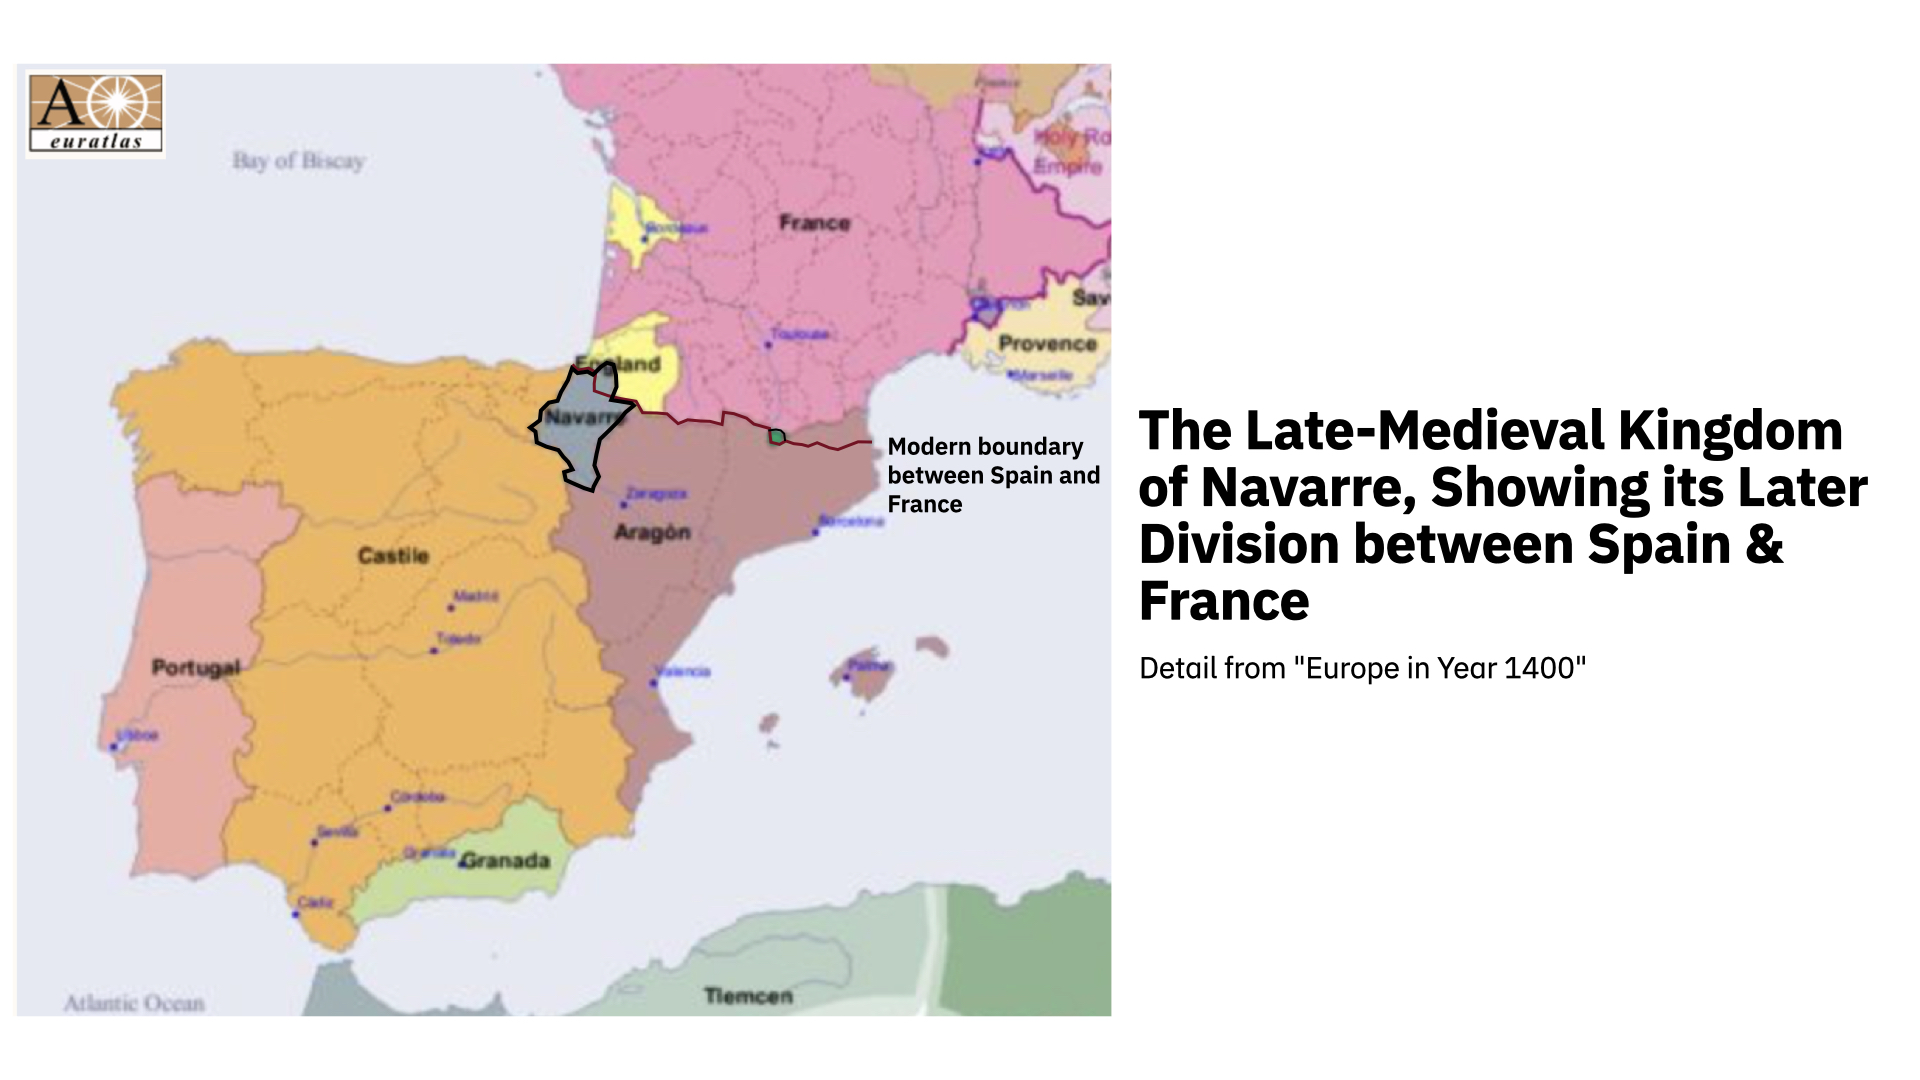 A
euratlas
Bay of Biscay
France
Holy Ro
Empire
Bordeaux
Toulouse
Sav
Provence
Marseille
England
Navarre
Modern boundary
between Spain and
France
Zaragoza
Barcelona
Aragón
Castile
Madrid
Toledo
Portugal
Valencia
Palma
Lisboa
Córdoba
Sevilla
Granada
Granada
Cádiz
Atlantic Ocean
Tlemcen
The Late-Medieval Kingdom
of Navarre, Showing its Later
Division between Spain &
France
Detail from "Europe in Year 1400"